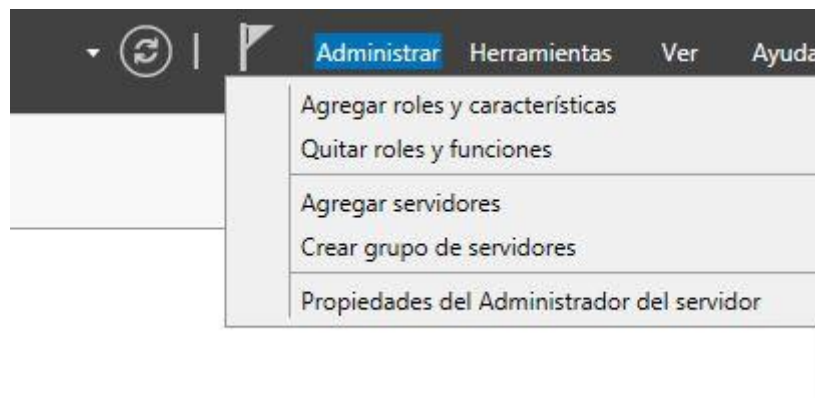 Administrar Herramientas Ver Ayuda
Agregar roles y características
Quitar roles y funciones
Agregar servidores
Crear grupo de servidores
Propiedades del Administrador del servidor